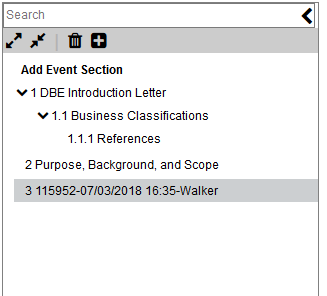 Search
Add Event Section
1 DBE Introduction Letter
1.1 Business Classifications
1.1.1 References
2 Purpose, Background, and Scope
3 115952-07/03/2018 16:35-Walker